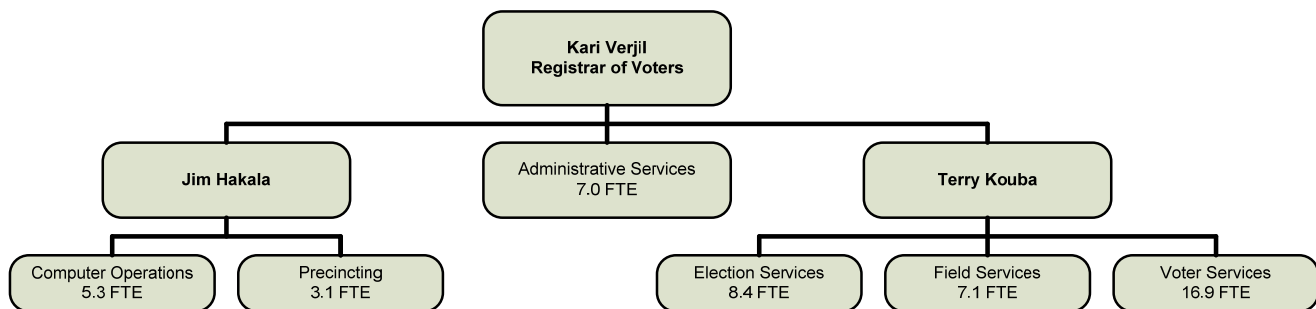 Kari Verjil
Registrar of Voters
Jim Hakala
Administrative Services
7.0 FTE
Terry Kouba
Computer Operations
5.3 FTE
Precincting
3.1 FTE
Election Services
8.4 FTE
Field Services
7.1 FTE
Voter Services
16.9 FTE